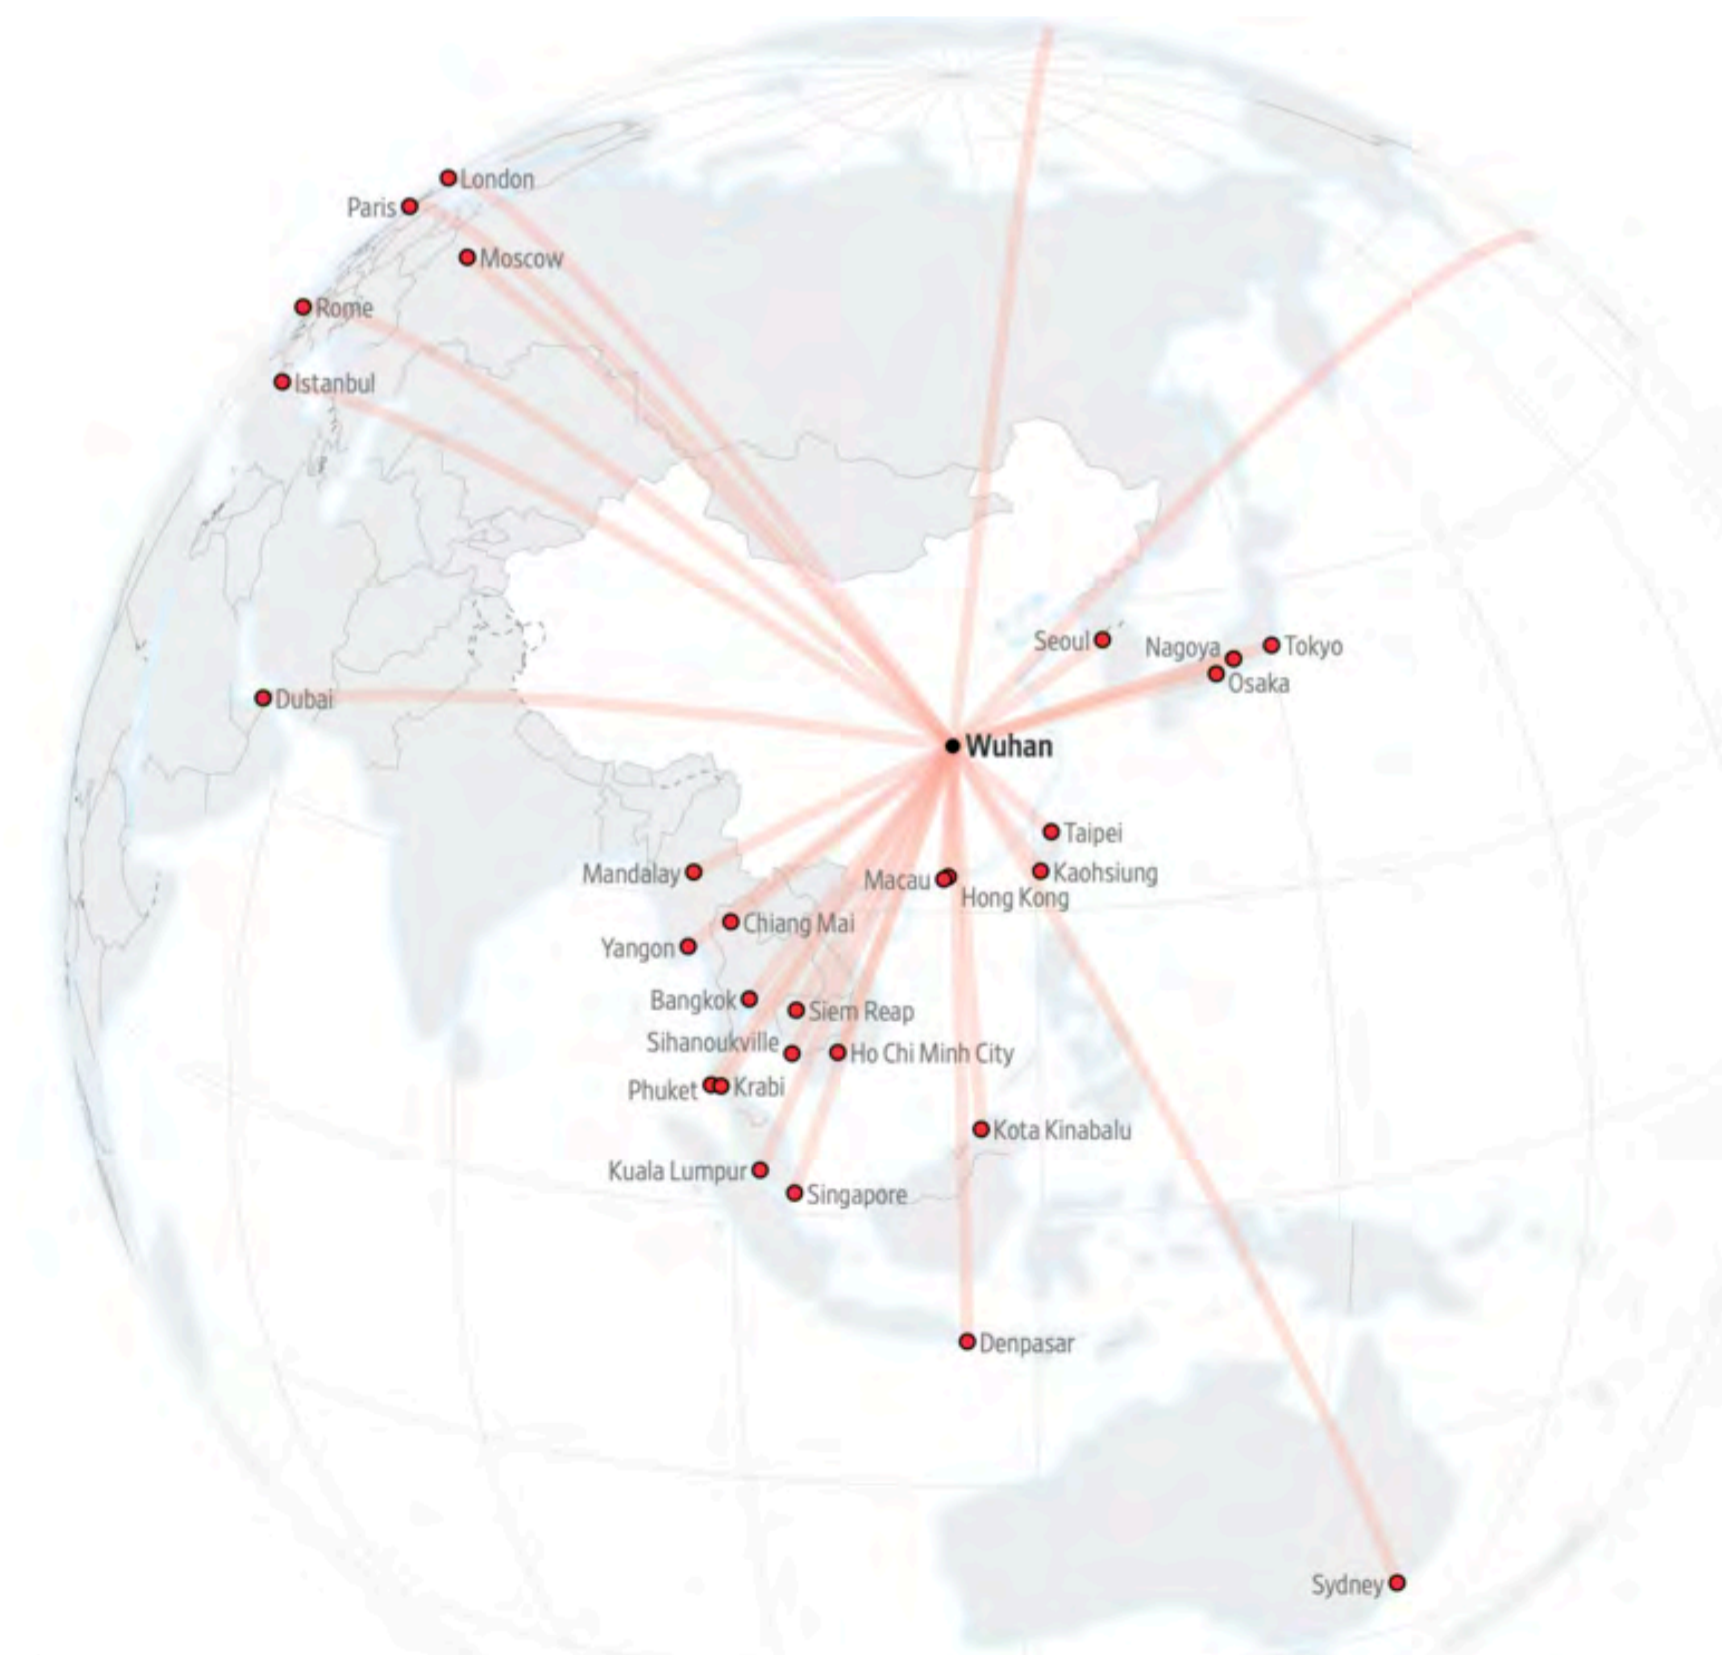 London
Paris
Moscow
Rome
Istanbul
Seoul
Nagoya
Tokyo
Osaka
Dubai
Wuhan
Taipei
Mandalay
Macau
Kaohsiung
Hong Kong
Chiang Mai
Yangon
Bangkok
Siem Reap
Sihanoukville
Ho Chi Minh City
Phuket
Krabi
Kota Kinabalu
Kuala Lumpur
Singapore
Denpasar
Sydney